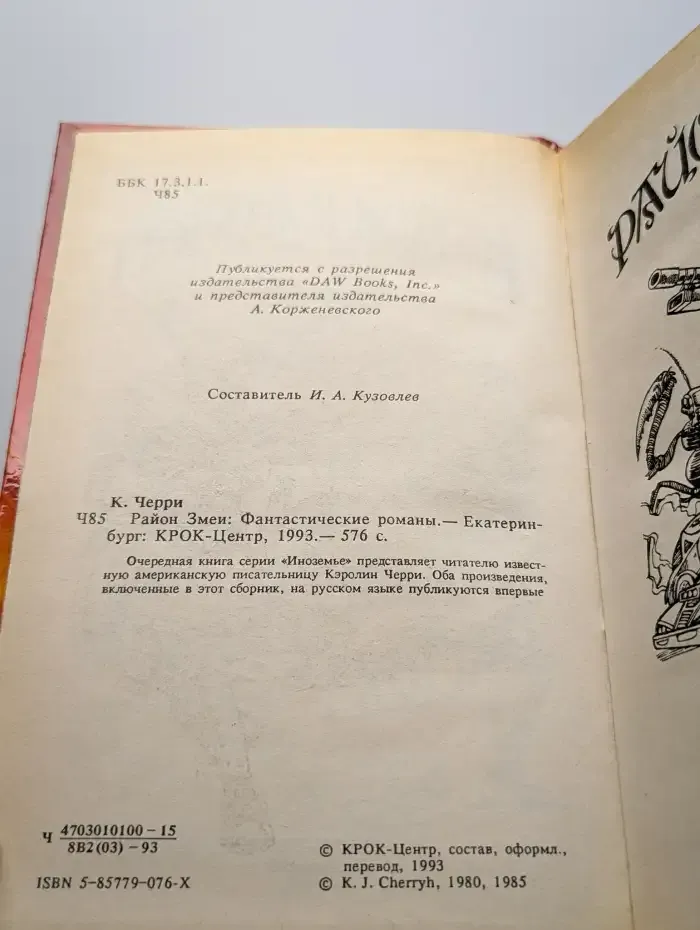 ББК 17.3.1.1.
Ч85
Публикуется с разрешения
издательства «DAW Books, Inc.»
и представителя издательства
А. Корженевского
Составитель И. А. Кузовлев
К. Черри
Ч85 Район Змеи: Фантастические романы.— Екатерин-
бург: КРОК-Центр, 1993.— 576 с.
Очередная книга серии «Иноземье» представляет читателю извест-
ную американскую писательницу Кэролин Черри. Оба произведения,
включенные в этот сборник, на русском языке публикуются впервые
Ч 4703010100 – 15
8В2(03) – 93
ISBN 5-85779-076-X
© КРОК-Центр, состав, оформл.,
перевод, 1993
© K. J. Cherryh, 1980, 1985